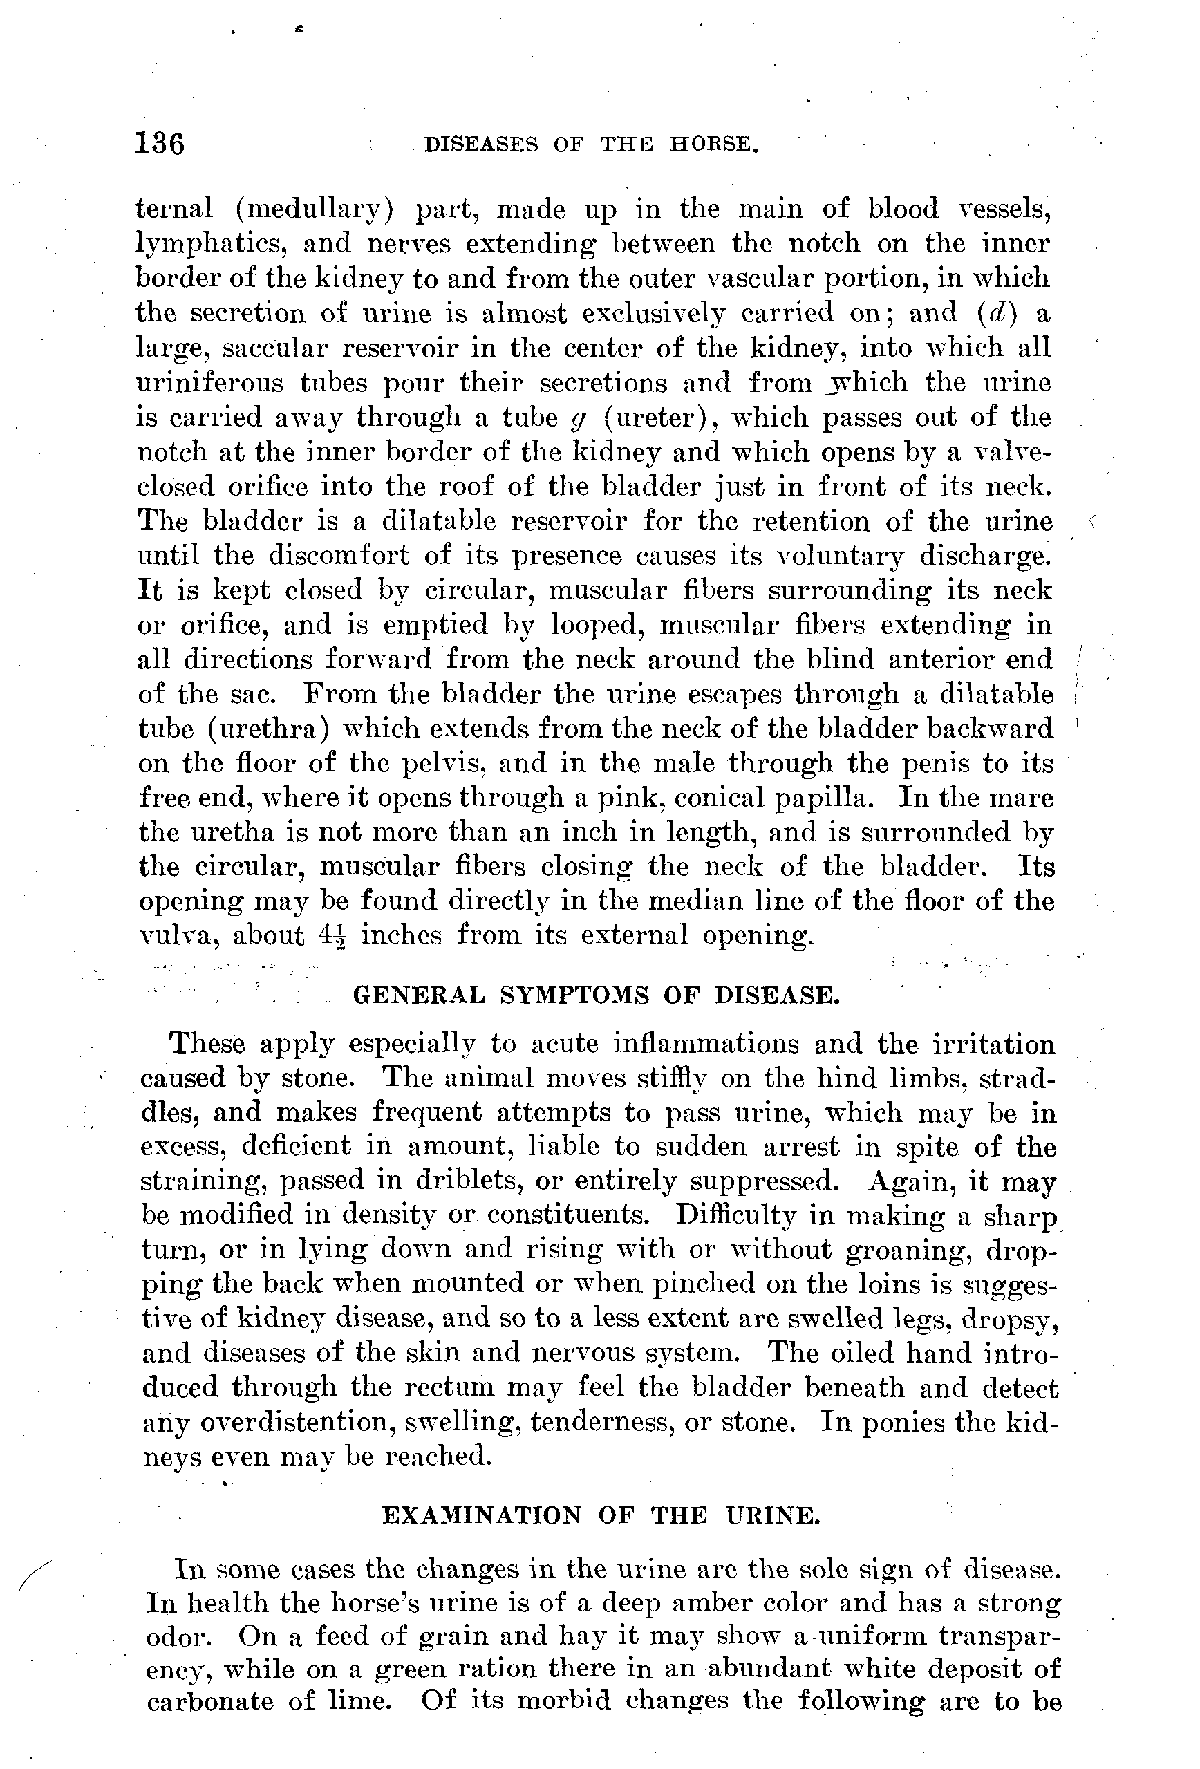 136 DISEASES OF THE HORSE.
ternal (medullary) part, made up in the main of blood vessels,
lymphatics, and nerves extending between the notch on the inner
border of the kidney to and from the outer vascular portion, in which
the secretion of urine is almost exclusively carried on; and (d) a
large, saccular reservoir in the center of the kidney, into which all
uriniferous tubes pour their secretions and from which the urine
is carried away through a tube g (ureter), which passes out of the
notch at the inner border of the kidney and which opens by a valve-
closed orifice into the roof of the bladder just in front of its neck.
The bladder is a dilatable reservoir for the retention of the urine
until the discomfort of its presence causes its voluntary discharge.
It is kept closed by circular, muscular fibers surrounding its neck
or orifice, and is emptied by looped, muscular fibers extending in
all directions forward from the neck around the blind anterior end
of the sac. From the bladder the urine escapes through a dilatable
tube (urethra) which extends from the neck of the bladder backward
on the floor of the pelvis, and in the male through the penis to its
free end, where it opens through a pink, conical papilla. In the mare
the uretha is not more than an inch in length, and is surrounded by
the circular, muscular fibers closing the neck of the bladder. Its
opening may be found directly in the median line of the floor of the
vulva, about 4½ inches from its external opening.
GENERAL SYMPTOMS OF DISEASE.
These apply especially to acute inflammations and the irritation
caused by stone. The animal moves stiffly on the hind limbs, strad-
dles, and makes frequent attempts to pass urine, which may be in
excess, deficient in amount, liable to sudden arrest in spite of the
straining, passed in driblets, or entirely suppressed. Again, it may
be modified in density or constituents. Difficulty in making a sharp
turn, or in lying down and rising with or without groaning, drop-
ping the back when mounted or when pinched on the loins is sugges-
tive of kidney disease, and so to a less extent are swelled legs, dropsy,
and diseases of the skin and nervous system. The oiled hand intro-
duced through the rectum may feel the bladder beneath and detect
any overdistention, swelling, tenderness, or stone. In ponies the kid-
neys even may be reached.
EXAMINATION OF THE URINE.
In some cases the changes in the urine are the sole sign of disease.
In health the horse's urine is of a deep amber color and has a strong
odor. On a feed of grain and hay it may show a uniform transpar-
ency, while on a green ration there in an abundant white deposit of
carbonate of lime. Of its morbid changes the following are to be